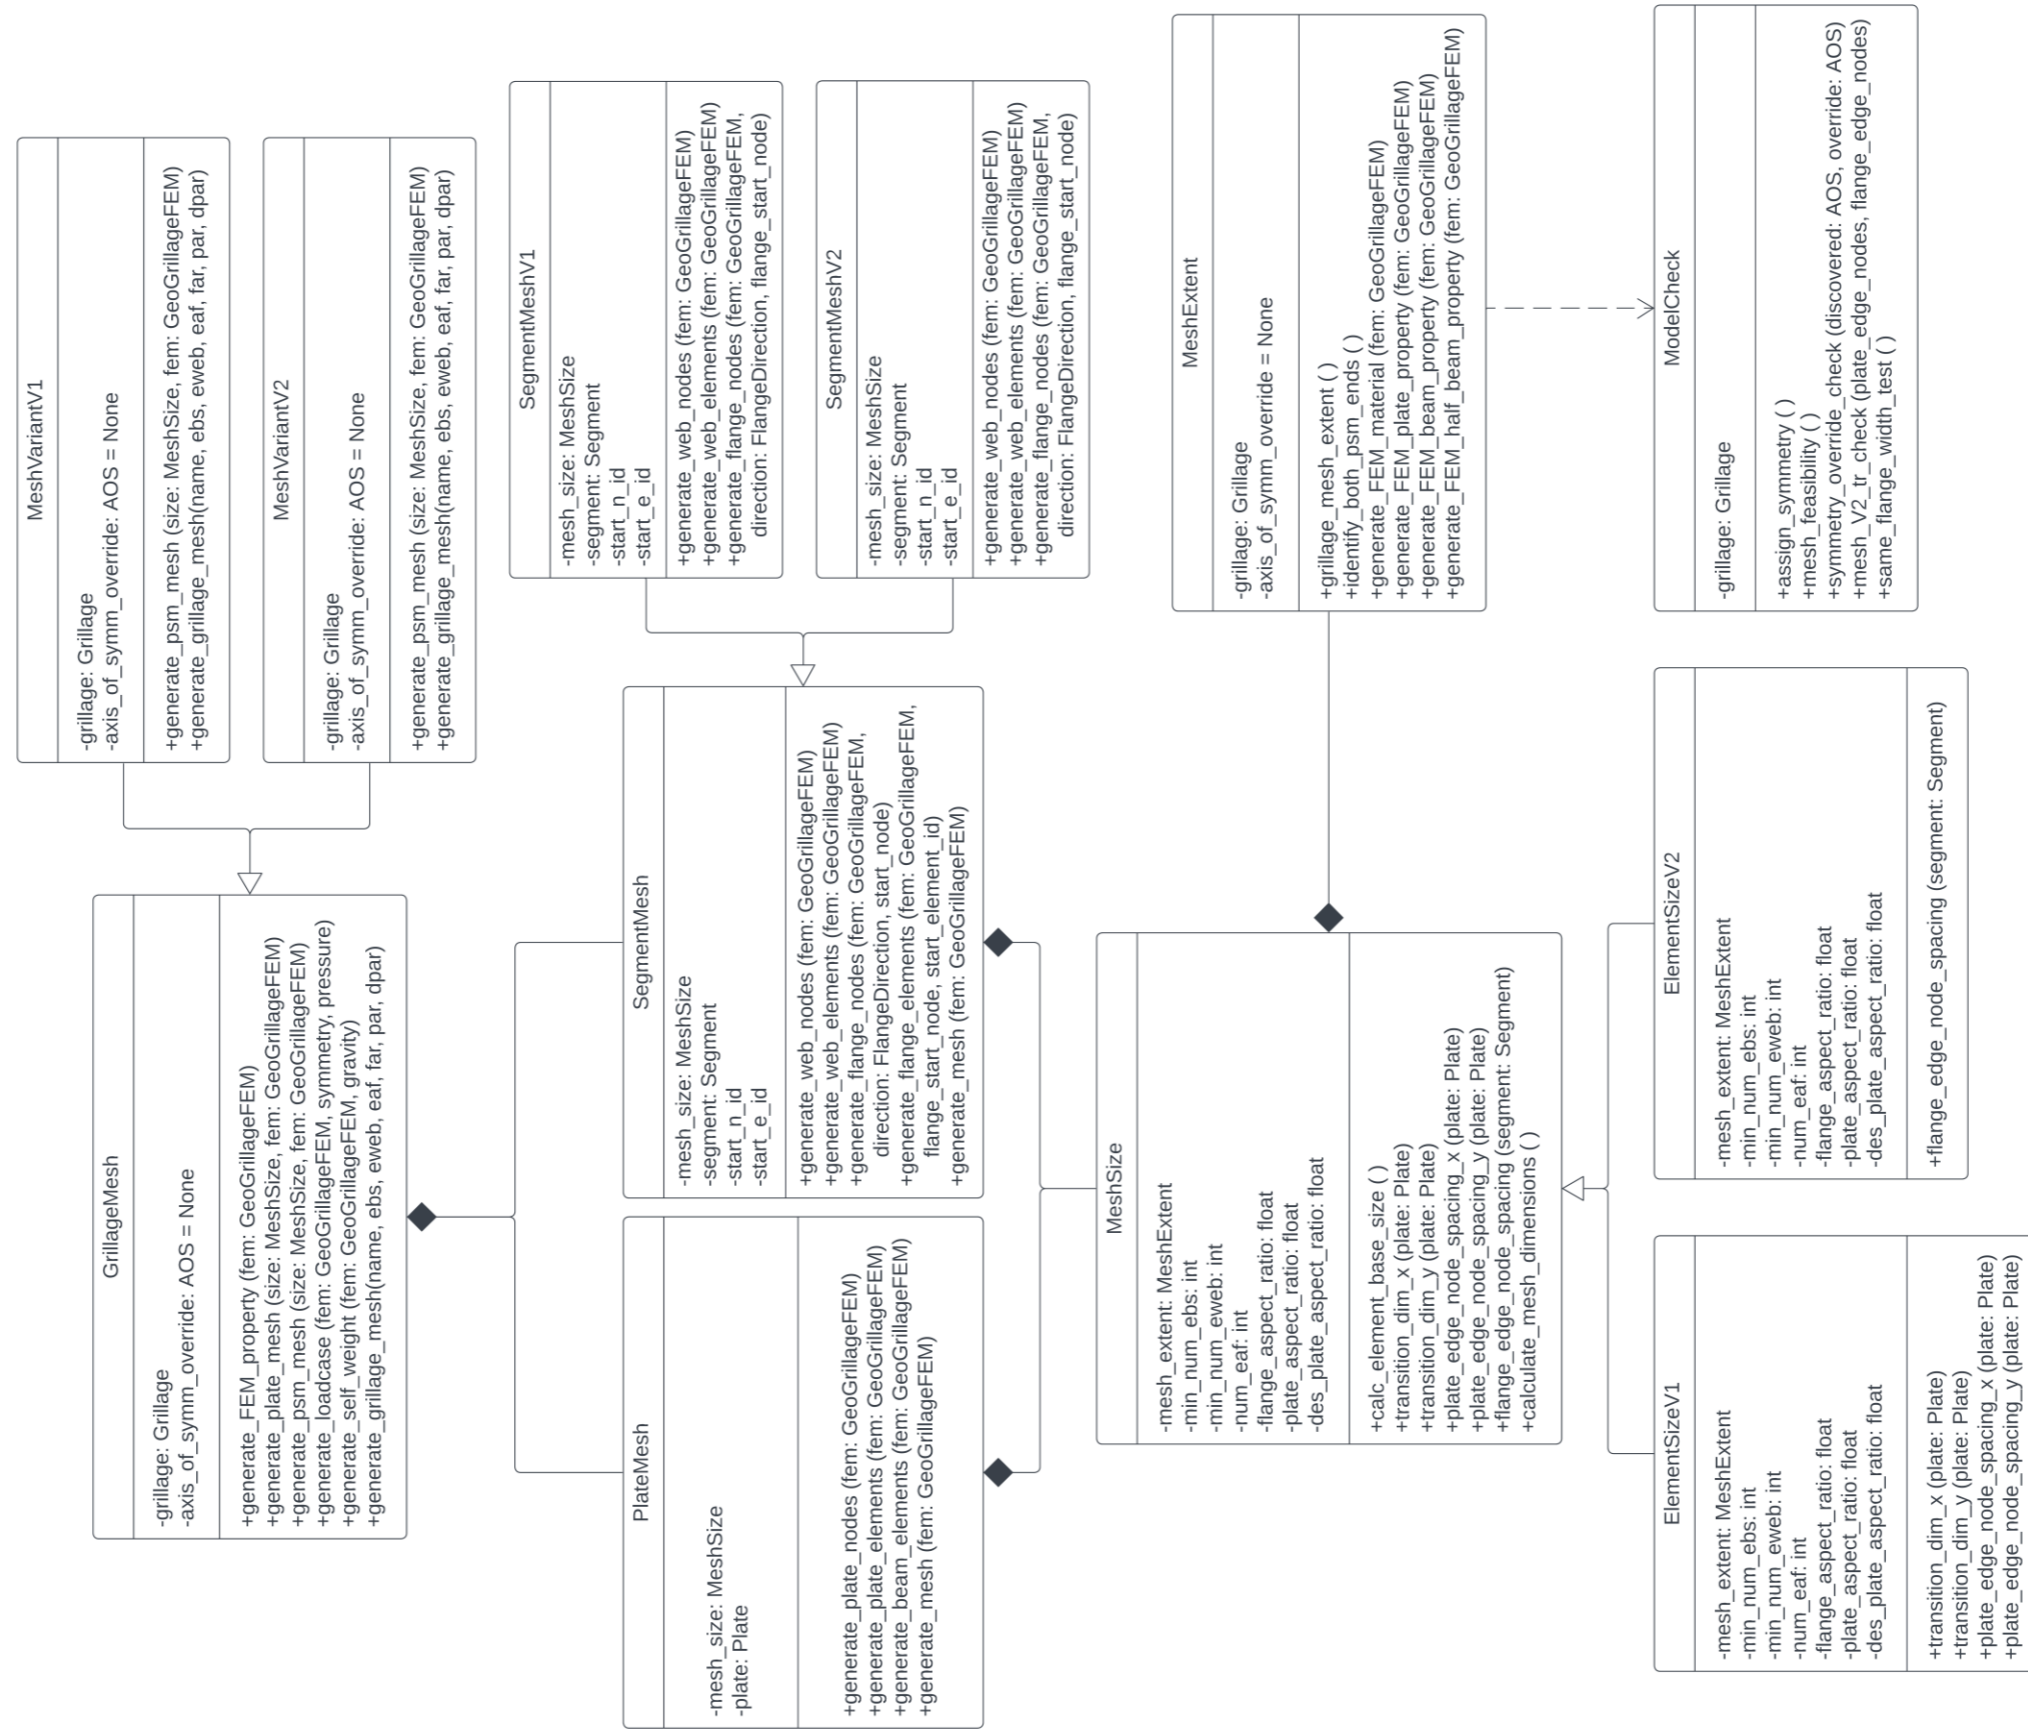 MeshVariantV1
-grillage: Grillage
-axis_of_symm_override: AOS = None
+generate_psm_mesh (size: MeshSize, fem: GeoGrillageFEM)
+generate_grillage_mesh(name, ebs, eweb, eaf, far, par, dpar)
MeshVariantV2
-grillage: Grillage
-axis_of_symm_override: AOS = None
+generate_psm_mesh (size: MeshSize, fem: GeoGrillageFEM)
+generate_grillage_mesh(name, ebs, eweb, eaf, far, par, dpar)
SegmentMeshV1
-mesh_size: MeshSize
-segment: Segment
-start_n_id
-start_e_id
+generate_web_nodes (fem: GeoGrillageFEM)
+generate_web_elements (fem: GeoGrillageFEM)
+generate_flange_nodes (fem: GeoGrillageFEM,
direction: FlangeDirection, flange_start_node)
SegmentMeshV2
-mesh_size: MeshSize
-segment: Segment
-start_n_id
-start_e_id
+generate_web_nodes (fem: GeoGrillageFEM)
+generate_web_elements (fem: GeoGrillageFEM)
+generate_flange_nodes (fem: GeoGrillageFEM,
direction: FlangeDirection, flange_start_node)
MeshExtent
-grillage: Grillage
-axis_of_symm_override = None
+grillage_mesh_extent ( )
+identify_both_psm_ends ( )
+generate_FEM_material (fem: GeoGrillageFEM)
+generate_FEM_plate_property (fem: GeoGrillageFEM)
+generate_FEM_beam_property (fem: GeoGrillageFEM)
+generate_FEM_half_beam_property (fem: GeoGrillageFEM)
ModelCheck
-grillage: Grillage
+assign_symmetry ( )
+mesh_feasibility ( )
+symmetry_override_check (discovered: AOS, override: AOS)
+mesh_V2_tr_check (plate_edge_nodes, flange_edge_nodes)
+same_flange_width_test ( )
GrillageMesh
-grillage: Grillage
-axis_of_symm_override: AOS = None
+generate_FEM_property (fem: GeoGrillageFEM)
+generate_plate_mesh (size: MeshSize, fem: GeoGrillageFEM)
+generate_psm_mesh (size: MeshSize, fem: GeoGrillageFEM)
+generate_loadcase (fem: GeoGrillageFEM, symmetry, pressure)
+generate_self_weight (fem: GeoGrillageFEM, gravity)
+generate_grillage_mesh(name, ebs, eweb, eaf, far, par, dpar)
SegmentMesh
-mesh_size: MeshSize
-segment: Segment
-start_n_id
-start_e_id
+generate_web_nodes (fem: GeoGrillageFEM)
+generate_web_elements (fem: GeoGrillageFEM)
+generate_flange_nodes (fem: GeoGrillageFEM,
direction: FlangeDirection, start_node)
+generate_flange_elements (fem: GeoGrillageFEM,
flange_start_node, start_element_id)
+generate_mesh (fem: GeoGrillageFEM)
PlateMesh
-mesh_size: MeshSize
-plate: Plate
+generate_plate_nodes (fem: GeoGrillageFEM)
+generate_plate_elements (fem: GeoGrillageFEM)
+generate_beam_elements (fem: GeoGrillageFEM)
+generate_mesh (fem: GeoGrillageFEM)
MeshSize
-mesh_extent: MeshExtent
-min_num_ebs: int
-min_num_eweb: int
-num_eaf: int
-flange_aspect_ratio: float
-plate_aspect_ratio: float
-des_plate_aspect_ratio: float
+calc_element_base_size ( )
+transition_dim_x (plate: Plate)
+transition_dim_y (plate: Plate)
+plate_edge_node_spacing_x (plate: Plate)
+plate_edge_node_spacing_y (plate: Plate)
+flange_edge_node_spacing (segment: Segment)
+calculate_mesh_dimensions ( )
ElementSizeV2
-mesh_extent: MeshExtent
-min_num_ebs: int
-min_num_eweb: int
-num_eaf: int
-flange_aspect_ratio: float
-plate_aspect_ratio: float
-des_plate_aspect_ratio: float
+flange_edge_node_spacing (segment: Segment)
ElementSizeV1
-mesh_extent: MeshExtent
-min_num_ebs: int
-min_num_eweb: int
-num_eaf: int
-flange_aspect_ratio: float
-plate_aspect_ratio: float
-des_plate_aspect_ratio: float
+transition_dim_x (plate: Plate)
+transition_dim_y (plate: Plate)
+plate_edge_node_spacing_x (plate: Plate)
+plate_edge_node_spacing_y (plate: Plate)